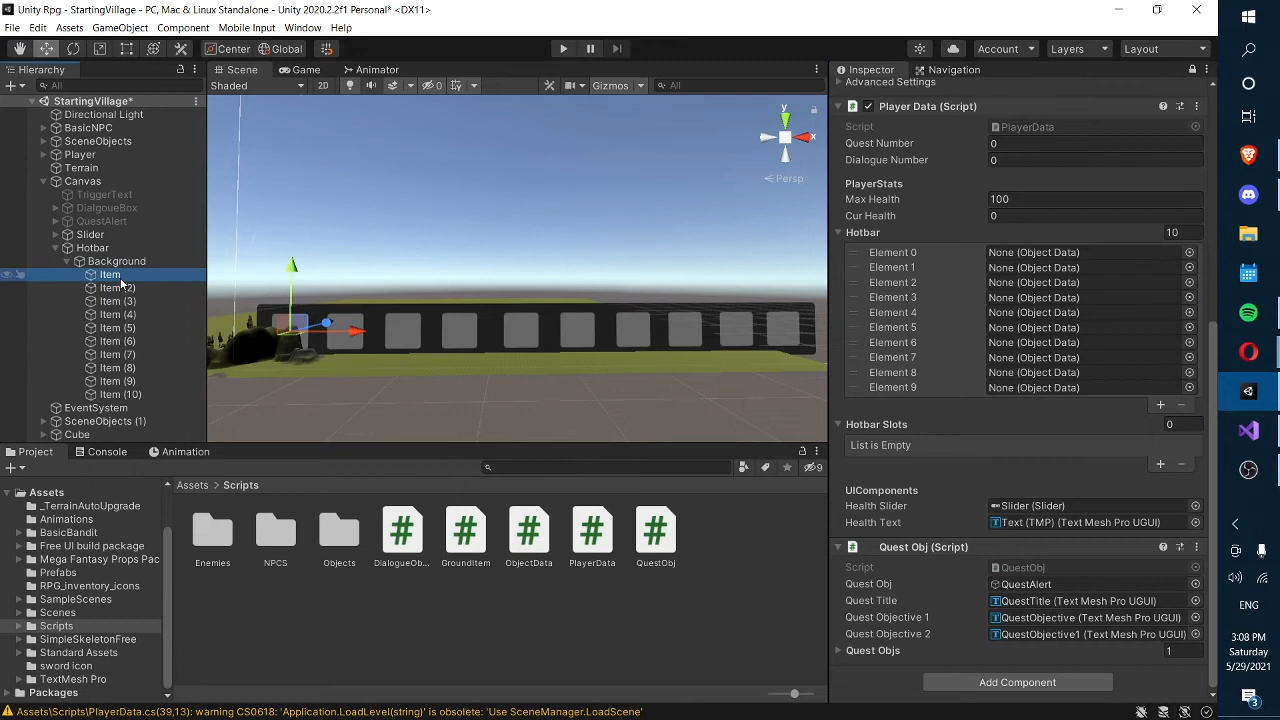 Unity Rpg - StartingVillage - PC, Mac & Linux Standalone - Unity 2020.2.2f1 Personal* <DX11>
File Edit Assets GameObject Component Mobile Input Window Help
Center Global Account Layers Layout
Hierarchy
All
StartingVillage*
Directional Light
BasicNPC
SceneObjects
Player
Terrain
Canvas
TriggerText
DialgoueBox
QuestAlert
Slider
Hotbar
Background
Item
Item (2)
Item (3)
Item (4)
Item (5)
Item (6)
Item (7)
Item (8)
Item (9)
Item (10)
EventSystem
SceneObjects (1)
Cube
Scene Game Animator
Shaded 2D 0 Gizmos All
y
x
Persp
Inspector Navigation
Advanced Settings
Player Data (Script)
Script PlayerData
Quest Number 0
Dialogue Number 0
PlayerStats
Max Health 100
Cur Health 0
Hotbar 10
Element 0 None (Object Data)
Element 1 None (Object Data)
Element 2 None (Object Data)
Element 3 None (Object Data)
Element 4 None (Object Data)
Element 5 None (Object Data)
Element 6 None (Object Data)
Element 7 None (Object Data)
Element 8 None (Object Data)
Element 9 None (Object Data)
Hotbar Slots 0
List is Empty
UIComponents
Health Slider Slider (Slider)
Health Text Text (TMP) (Text Mesh Pro UGUI)
Quest Obj (Script)
Script QuestObj
Quest Obj QuestAlert
Quest Title QuestTitle (Text Mesh Pro UGUI)
Quest Objective 1 QuestObjective (Text Mesh Pro UGUI)
Quest Objective 2 QuestObjective1 (Text Mesh Pro UGUI)
Quest Objs 1
Add Component
Project Console Animation
9
Assets
_TerrainAutoUpgrade
Animations
BasicBandit
Free UI build package
Mega Fantasy Props Pac
Prefabs
RPG_inventory_icons
SampleScenes
Scenes
Scripts
SimpleSkeletonFree
Standard Assets
sword icon
TextMesh Pro
Packages
Assets > Scripts
Enemies NPCS Objects DialogueOb... GroundItem ObjectData PlayerData QuestObj
Assets\Scripts\PlayerData.cs(39,13): warning CS0618: 'Application.LoadLevel(string)' is obsolete: 'Use SceneManager.LoadScene'
ENG
3:08 PM
Saturday
5/29/2021
3